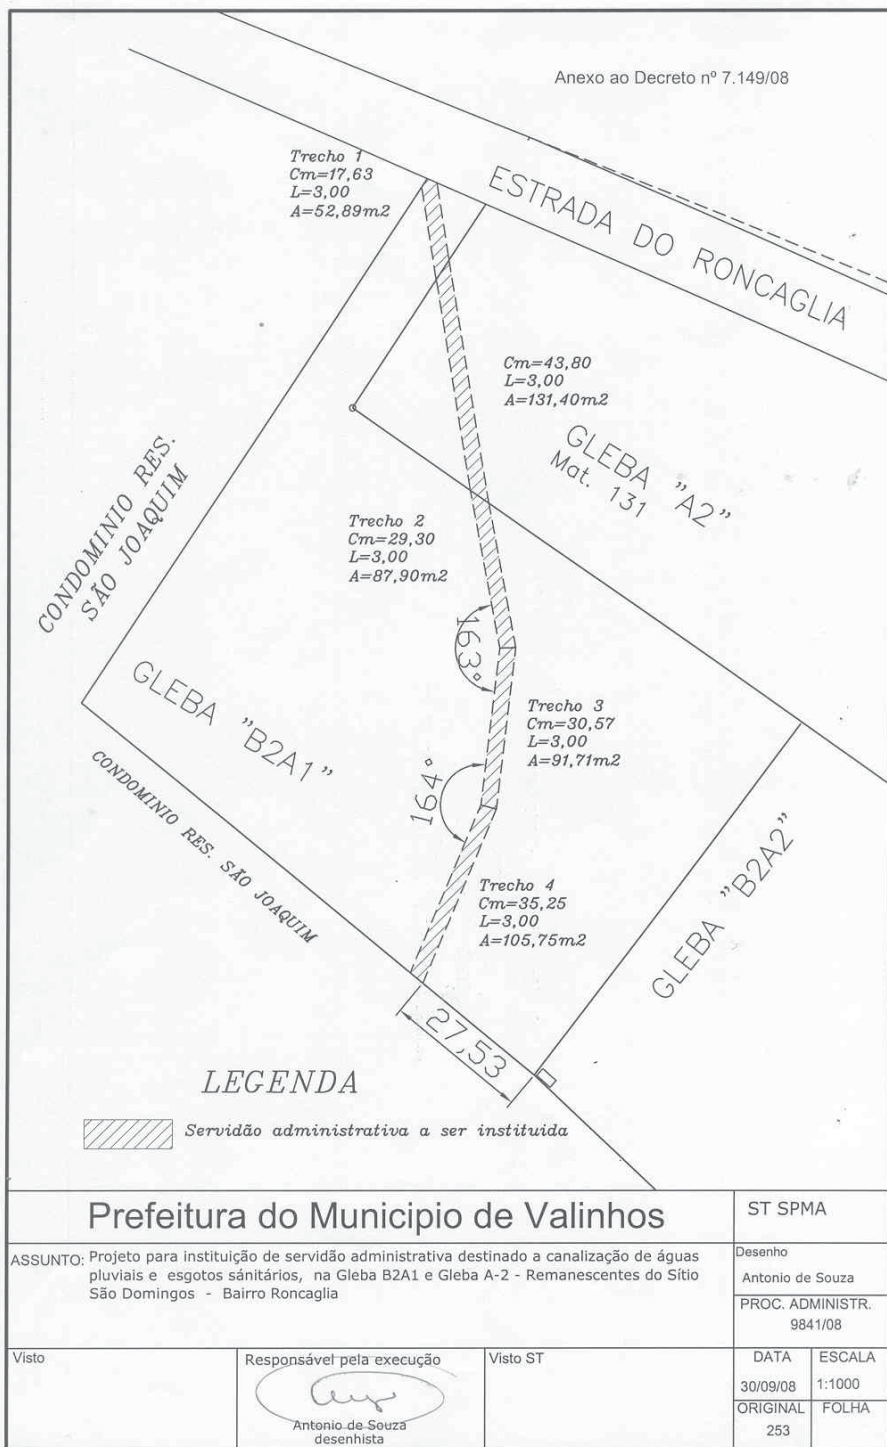 Anexo ao Decreto nº 7.149/08
Trecho 1
Cm=17,63
L=3,00
A=52,89m2
ESTRADA DO RONCAGLIA
Cm=43,80
L=3,00
A=131,40m2
GLEBA "A2"
Mat. 131
CONDOMINIO RES.
SÃO JOAQUIM
Trecho 2
Cm=29,30
L=3,00
A=87,90m2
163°
GLEBA "B2A1"
Trecho 3
Cm=30,57
L=3,00
A=91,71m2
164°
CONDOMINIO RES. SÃO JOAQUIM
GLEBA "B2A2"
Trecho 4
Cm=35,25
L=3,00
A=105,75m2
27,53
LEGENDA
Servidão administrativa a ser instituida
Prefeitura do Municipio de Valinhos
ST SPMA
ASSUNTO: Projeto para instituição de servidão administrativa destinado a canalização de águas
pluviais e esgotos sánitários, na Gleba B2A1 e Gleba A-2 - Remanescentes do Sítio
São Domingos - Bairro Roncaglia
Desenho
Antonio de Souza
PROC. ADMINISTR.
9841/08
Visto
Responsável pela execução
Antonio de Souza
desenhista
Visto ST
DATA
30/09/08
ESCALA
1:1000
ORIGINAL
253
FOLHA